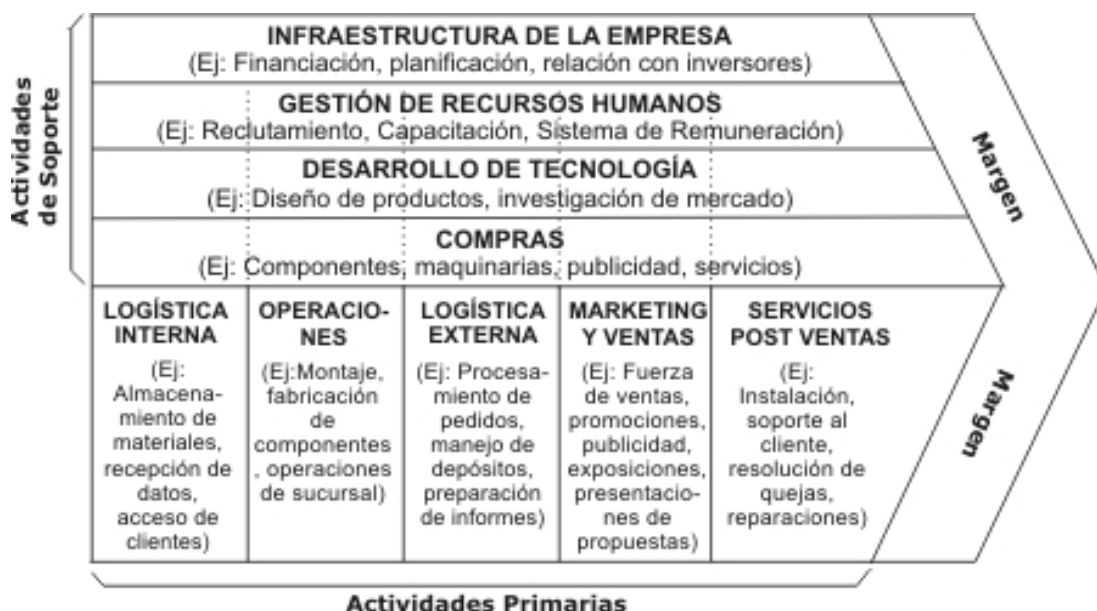 Actividades
de Soporte
INFRAESTRUCTURA DE LA EMPRESA
(Ej: Financiación, planificación, relación con inversores)
GESTIÓN DE RECURSOS HUMANOS
(Ej: Reclutamiento, Capacitación, Sistema de Remuneración)
DESARROLLO DE TECNOLOGÍA
(Ej: Diseño de productos, investigación de mercado)
COMPRAS
(Ej: Componentes, maquinarias, publicidad, servicios)
LOGÍSTICA
INTERNA
(Ej:
Almacena-
miento de
materiales,
recepción de
datos,
acceso de
clientes)
OPERACIO-
NES
(Ej:Montaje,
fabricación
de
componentes
, operaciones
de sucursal)
LOGÍSTICA
EXTERNA
(Ej: Procesa-
miento de
pedidos,
manejo de
depósitos,
preparación
de informes)
MARKETING
Y VENTAS
(Ej: Fuerza
de ventas,
promociones,
publicidad,
exposiciones,
presentacio-
nes de
propuestas)
SERVICIOS
POST VENTAS
(Ej:
Instalación,
soporte al
cliente,
resolución de
quejas,
reparaciones)
Margen
Margen
Actividades Primarias